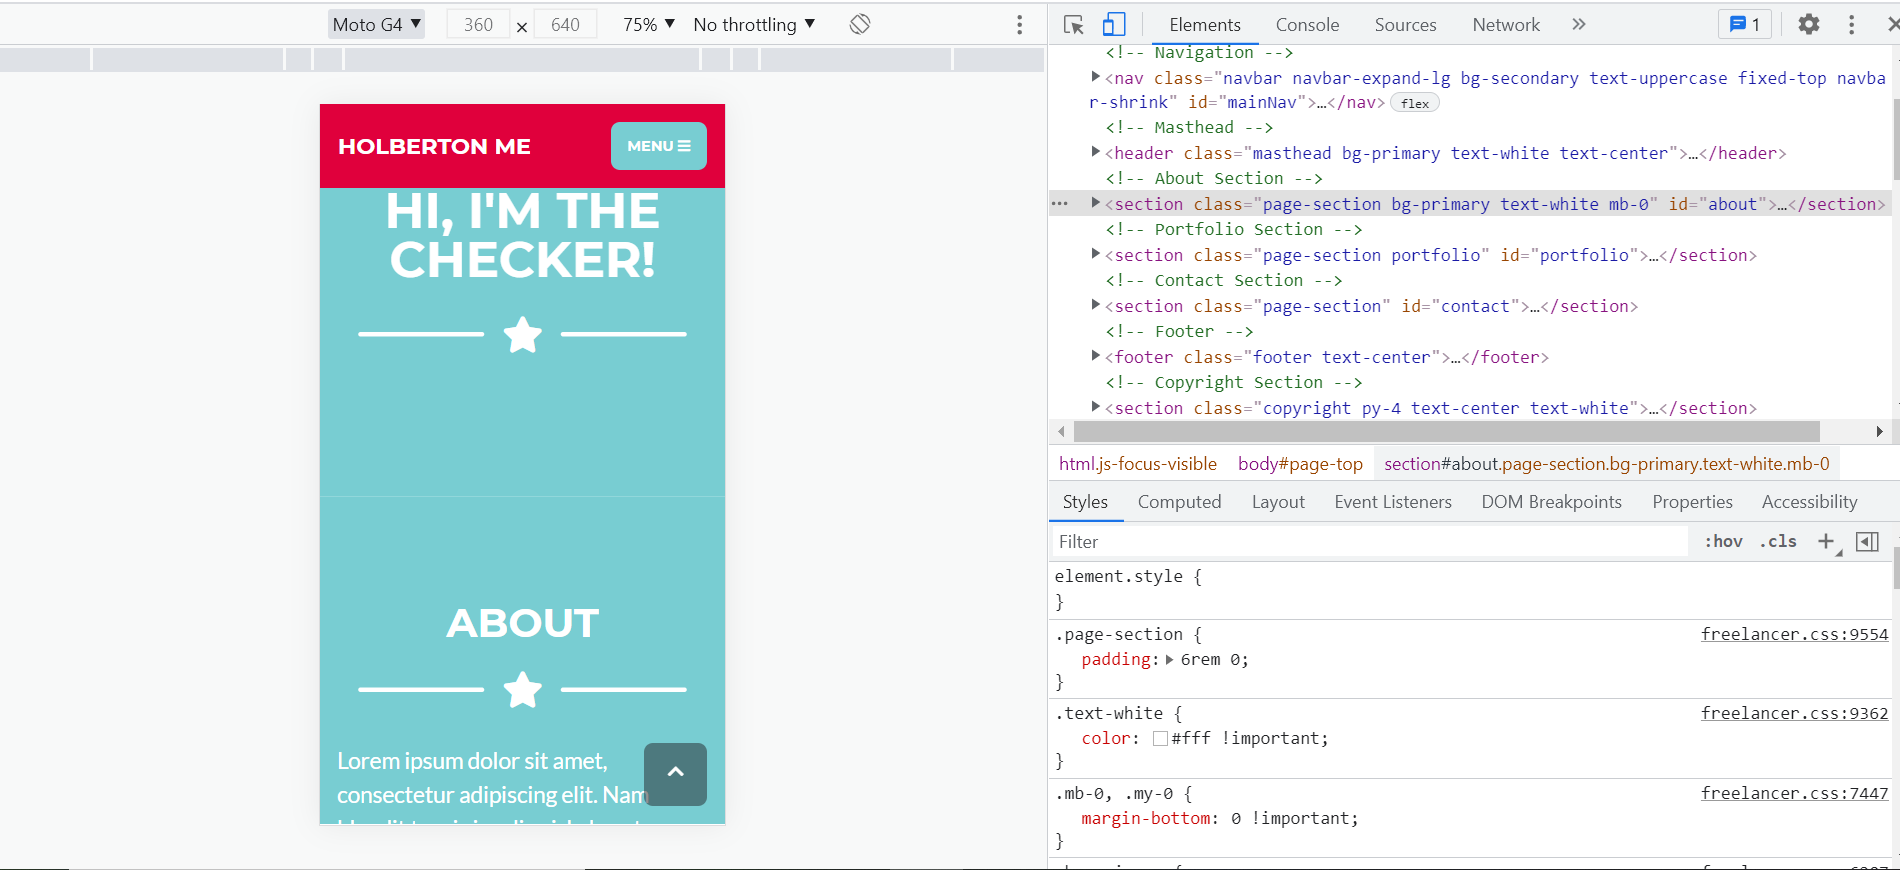 Moto G4 ▼ 360 × 640 75% ▼ No throttling ▼
HOLBERTON ME
MENU ☰
HI, I'M THE
CHECKER!
ABOUT
Lorem ipsum dolor sit amet,
consectetur adipiscing elit. Nam
Elements Console Sources Network » 1
<!-- Navigation -->
<nav class="navbar navbar-expand-lg bg-secondary text-uppercase fixed-top navba
r-shrink" id="mainNav">…</nav> flex
<!-- Masthead -->
<header class="masthead bg-primary text-white text-center">…</header>
<!-- About Section -->
<section class="page-section bg-primary text-white mb-0" id="about">…</section>
<!-- Portfolio Section -->
<section class="page-section portfolio" id="portfolio">…</section>
<!-- Contact Section -->
<section class="page-section" id="contact">…</section>
<!-- Footer -->
<footer class="footer text-center">…</footer>
<!-- Copyright Section -->
<section class="copyright py-4 text-center text-white">…</section>
html.js-focus-visible body#page-top section#about.page-section.bg-primary.text-white.mb-0
Styles Computed Layout Event Listeners DOM Breakpoints Properties Accessibility
Filter :hov .cls +
element.style {
}
.page-section { freelancer.css:9554
padding: 6rem 0;
}
.text-white { freelancer.css:9362
color: #fff !important;
}
.mb-0, .my-0 { freelancer.css:7447
margin-bottom: 0 !important;
}